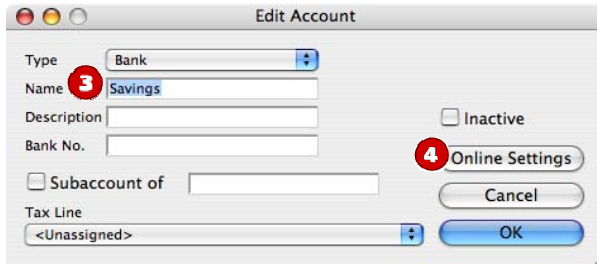 Edit Account
Type Bank
Name 3 Savings
Description
Inactive
Bank No.
4 Online Settings
Subaccount of
Cancel
Tax Line
<Unassigned>
OK